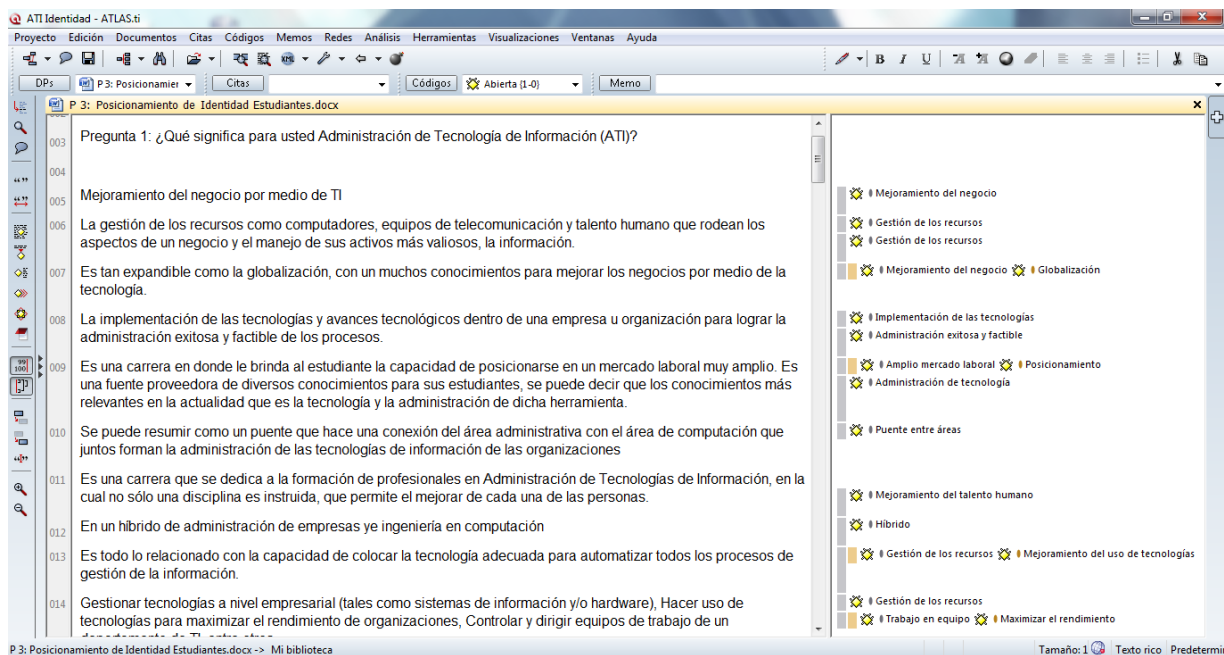 ATI Identidad - ATLAS.ti
Proyecto Edición Documentos Citas Códigos Memos Redes Análisis Herramientas Visualizaciones Ventanas Ayuda
B I U
DPs P 3: Posicionamier Citas Códigos Abierta {1-0} Memo
P 3: Posicionamiento de Identidad Estudiantes.docx
003 Pregunta 1: ¿Qué significa para usted Administración de Tecnología de Información (ATI)?
004
005 Mejoramiento del negocio por medio de TI Mejoramiento del negocio
006 La gestión de los recursos como computadores, equipos de telecomunicación y talento humano que rodean los Gestión de los recursos
aspectos de un negocio y el manejo de sus activos más valiosos, la información. Gestión de los recursos
007 Es tan expandible como la globalización, con un muchos conocimientos para mejorar los negocios por medio de la Mejoramiento del negocio Globalización
tecnología.
008 La implementación de las tecnologías y avances tecnológicos dentro de una empresa u organización para lograr la Implementación de las tecnologías
administración exitosa y factible de los procesos. Administración exitosa y factible
009 Es una carrera en donde le brinda al estudiante la capacidad de posicionarse en un mercado laboral muy amplio. Es Amplio mercado laboral Posicionamiento
una fuente proveedora de diversos conocimientos para sus estudiantes, se puede decir que los conocimientos más Administración de tecnología
relevantes en la actualidad que es la tecnología y la administración de dicha herramienta.
010 Se puede resumir como un puente que hace una conexión del área administrativa con el área de computación que Puente entre áreas
juntos forman la administración de las tecnologías de información de las organizaciones
011 Es una carrera que se dedica a la formación de profesionales en Administración de Tecnologías de Información, en la
cual no sólo una disciplina es instruida, que permite el mejorar de cada una de las personas. Mejoramiento del talento humano
012 En un híbrido de administración de empresas ye ingeniería en computación Híbrido
013 Es todo lo relacionado con la capacidad de colocar la tecnología adecuada para automatizar todos los procesos de Gestión de los recursos Mejoramiento del uso de tecnologías
gestión de la información.
014 Gestionar tecnologías a nivel empresarial (tales como sistemas de información y/o hardware), Hacer uso de Gestión de los recursos
tecnologías para maximizar el rendimiento de organizaciones, Controlar y dirigir equipos de trabajo de un Trabajo en equipo Maximizar el rendimiento
P 3: Posicionamiento de Identidad Estudiantes.docx -> Mi biblioteca Tamaño: 1 Texto rico Predetermi